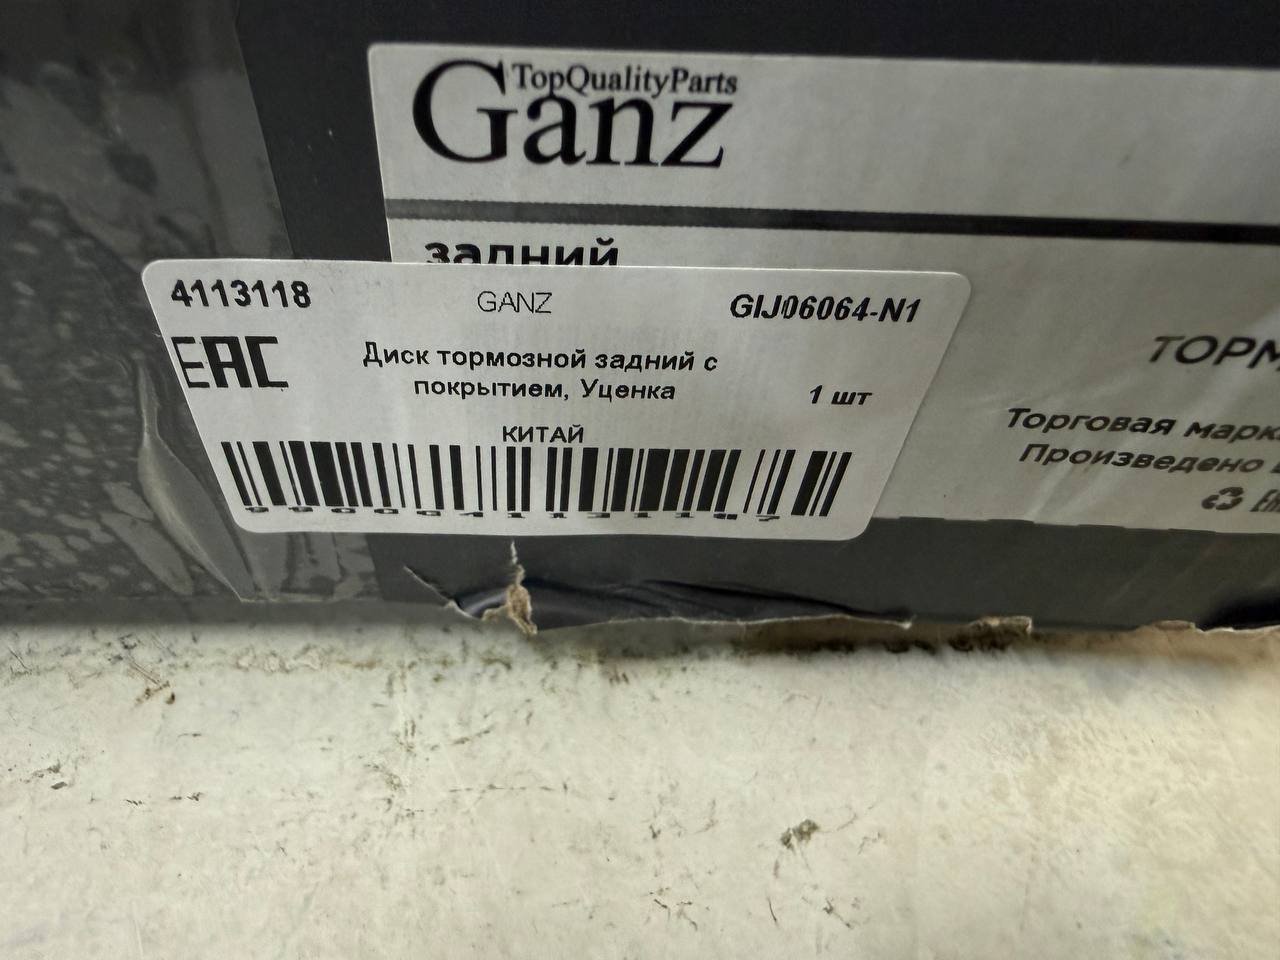 TopQualityParts
Ganz
задний
4113118 GANZ GIJ06064-N1
EAC
Диск тормозной задний с
покрытием, Уценка 1 шт
КИТАЙ
ТОРМ
Торговая марк
Произведено